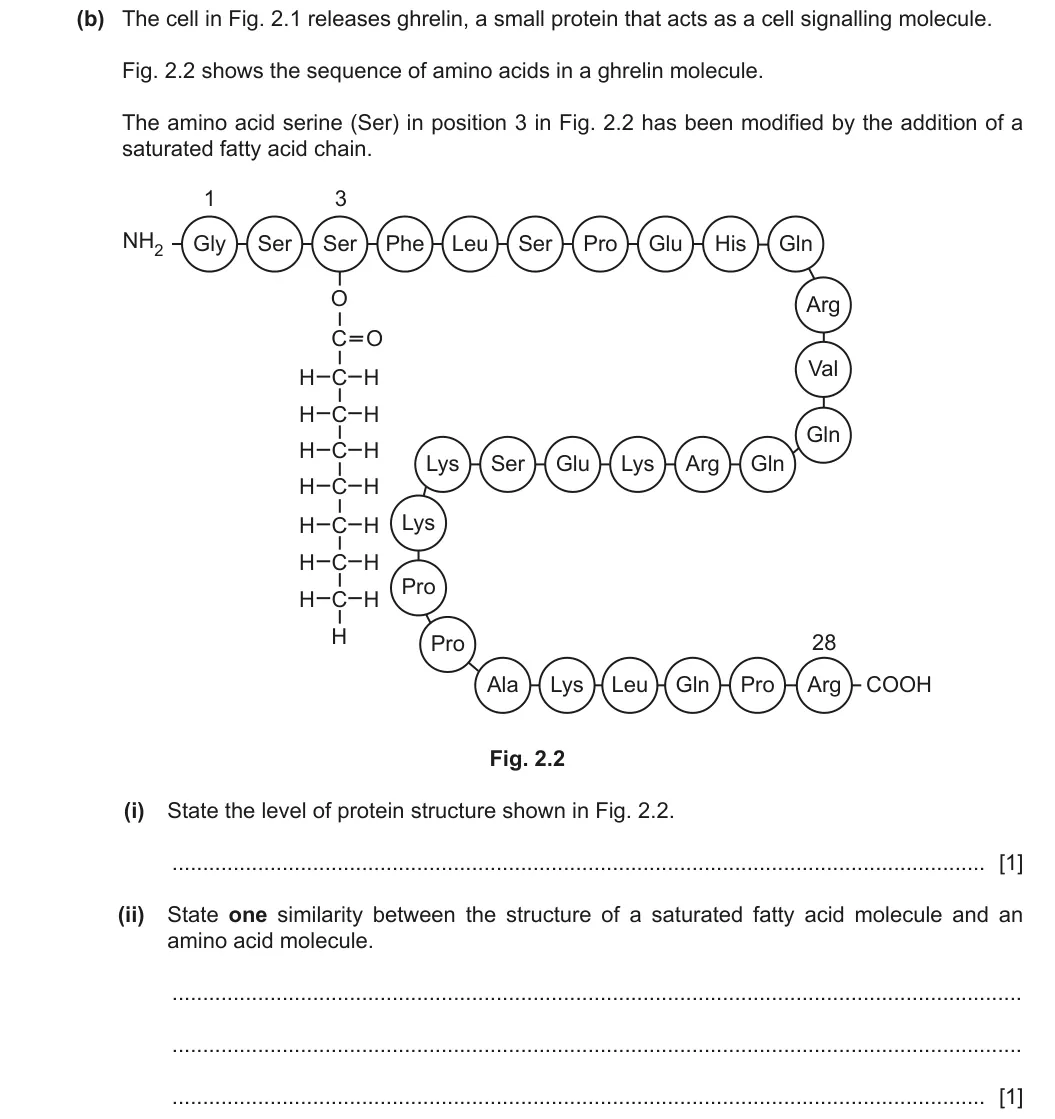 (b) The cell in Fig. 2.1 releases ghrelin, a small protein that acts as a cell signalling molecule.
Fig. 2.2 shows the sequence of amino acids in a ghrelin molecule.
The amino acid serine (Ser) in position 3 in Fig. 2.2 has been modified by the addition of a
saturated fatty acid chain.
1 3
NH2 Gly Ser Ser Phe Leu Ser Pro Glu His Gln
O
Arg
C=O
Val
H–C–H
H–C–H
Gln
H–C–H
Lys Ser Glu Lys Arg Gln
H–C–H
H–C–H Lys
H–C–H
H–C–H Pro
H
Pro
28
Ala Lys Leu Gln Pro Arg COOH
Fig. 2.2
(i) State the level of protein structure shown in Fig. 2.2.
.......................................................................................................................................... [1]
(ii) State one similarity between the structure of a saturated fatty acid molecule and an
amino acid molecule.
................................................................................................................................................
................................................................................................................................................
.......................................................................................................................................... [1]